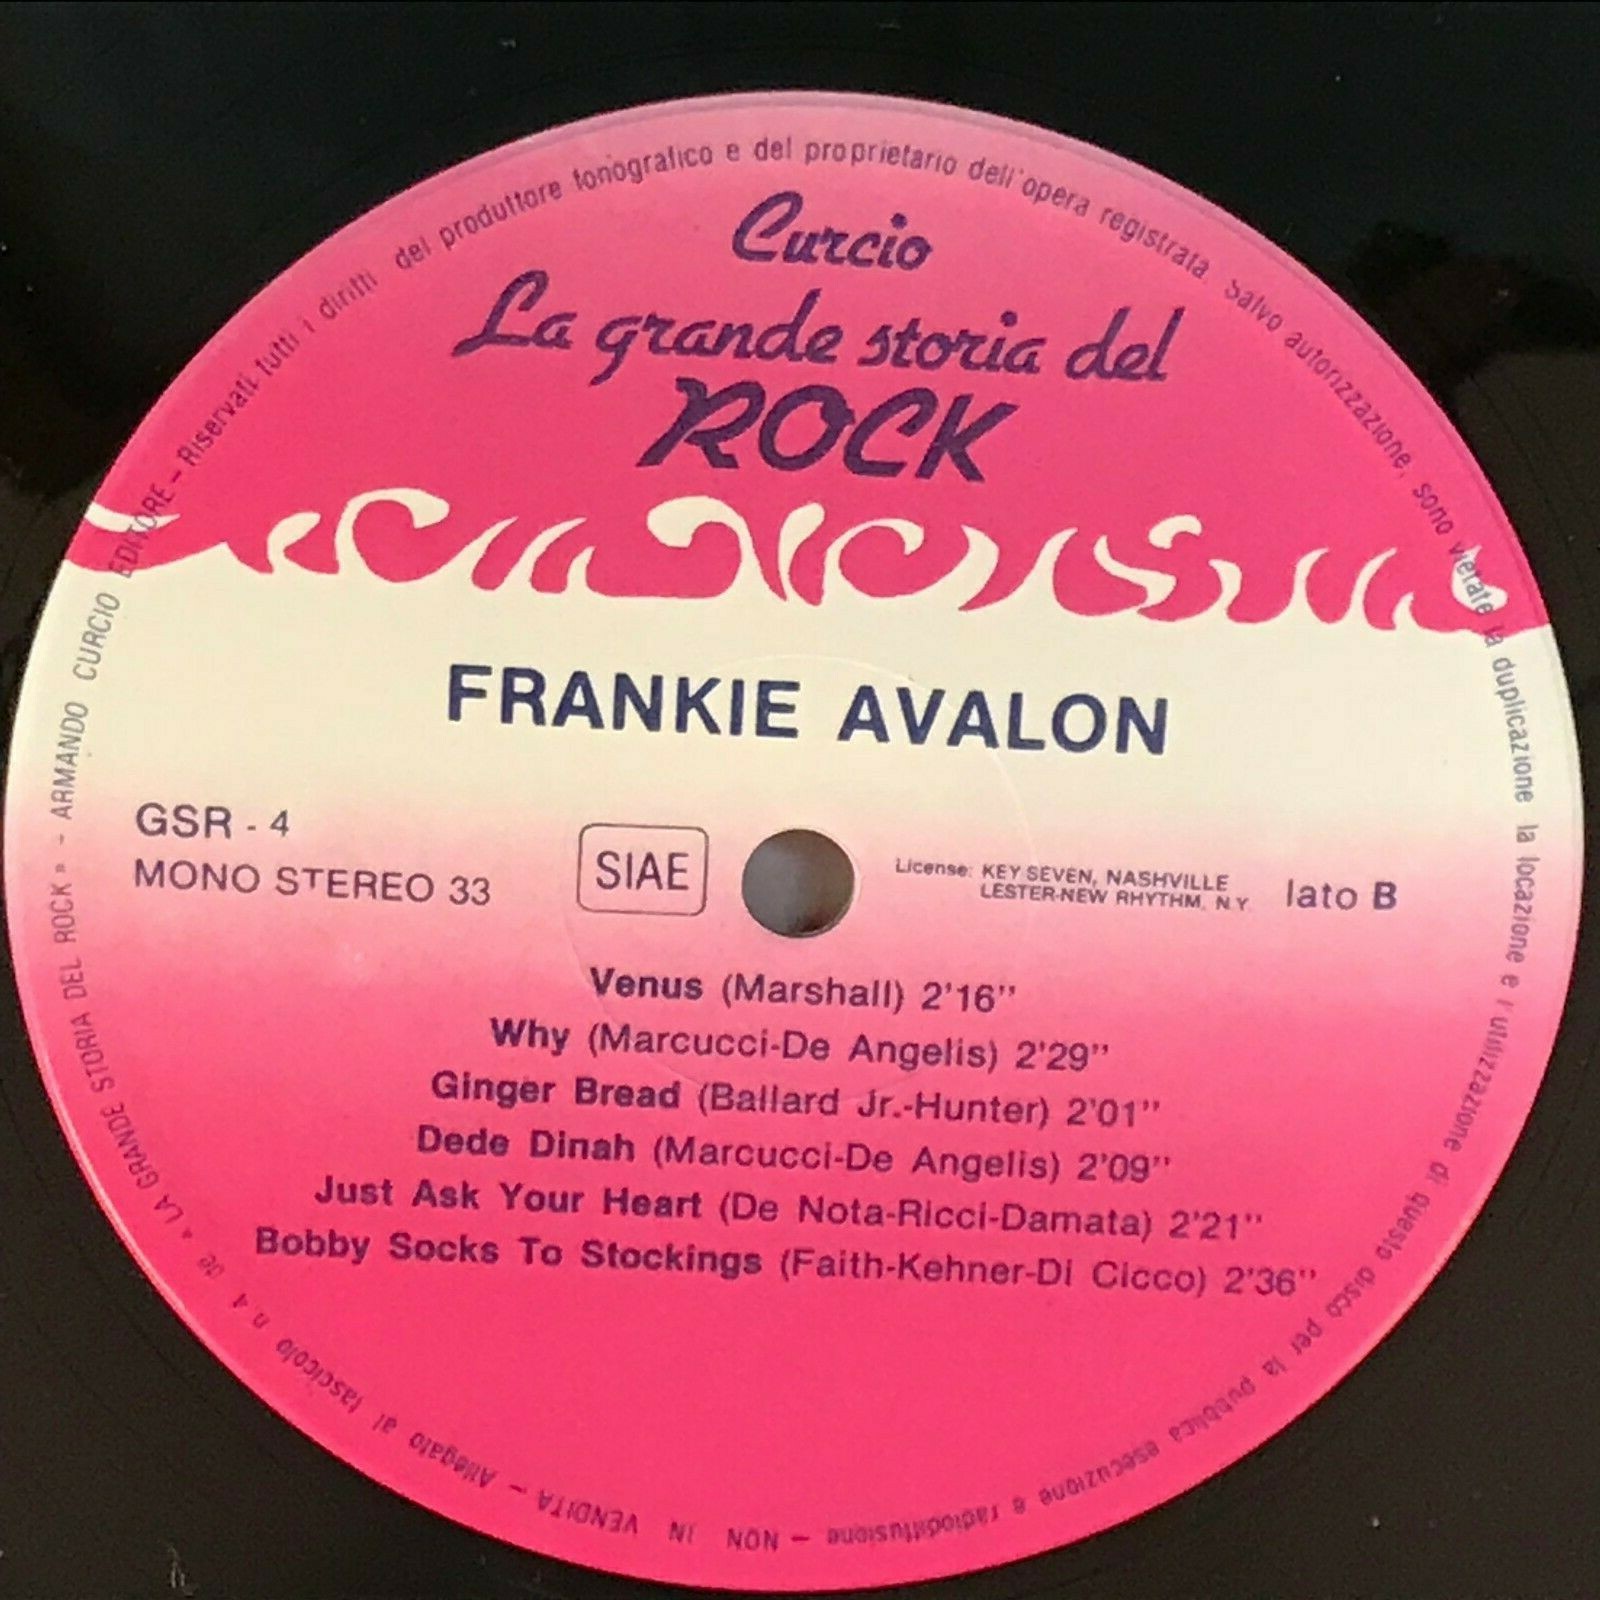 Curcio
La grande storia del
ROCK
FRANKIE AVALON
GSR - 4
MONO STEREO 33
SIAE
License: KEY SEVEN, NASHVILLE
LESTER-NEW RHYTHM, N.Y.
lato B
Venus (Marshall) 2'16''
Why (Marcucci-De Angelis) 2'29''
Ginger Bread (Ballard Jr.-Hunter) 2'01''
Dede Dinah (Marcucci-De Angelis) 2'09''
Just Ask Your Heart (De Nota-Ricci-Damata) 2'21''
Bobby Socks To Stockings (Faith-Kehner-Di Cicco) 2'36''
Allegato al fascicolo n. 4 de « LA GRANDE STORIA DEL ROCK » - ARMANDO CURCIO EDITORE - Riservati tutti i diritti del produttore fonografico e del proprietario dell'opera registrata. Salvo autorizzazione, sono vietate la duplicazione la locazione e l'utilizzazione di questo disco per la pubblica esecuzione e radiodiffusione - NON IN VENDITA -